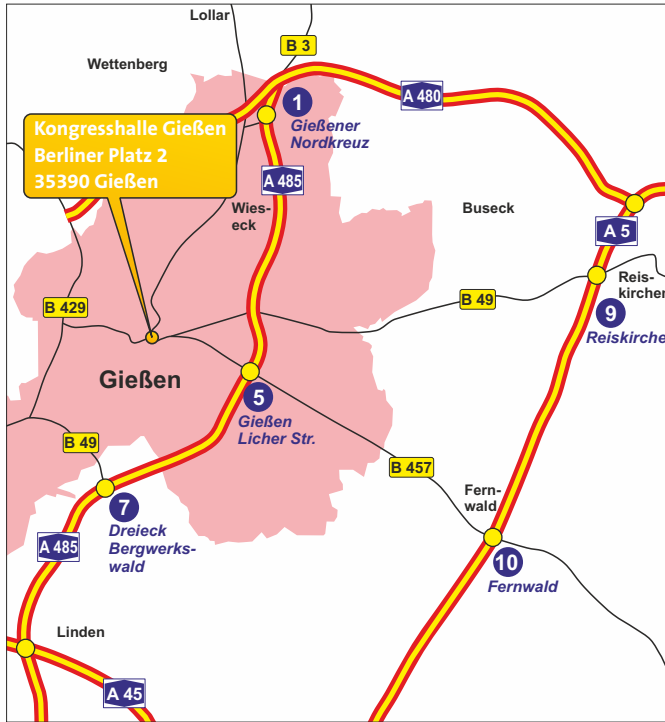 Lollar
B 3
Wettenberg
A 480
1
Gießener
Nordkreuz
Kongresshalle Gießen
Berliner Platz 2
35390 Gießen
A 485
Wies-
eck
Buseck
A 5
Reis-
kirchen
B 429
B 49
9
Reiskirchen
Gießen
5
Gießen
Licher Str.
B 49
B 457
Fern-
wald
7
Dreieck
Bergwerks-
wald
A 485
10
Fernwald
Linden
A 45